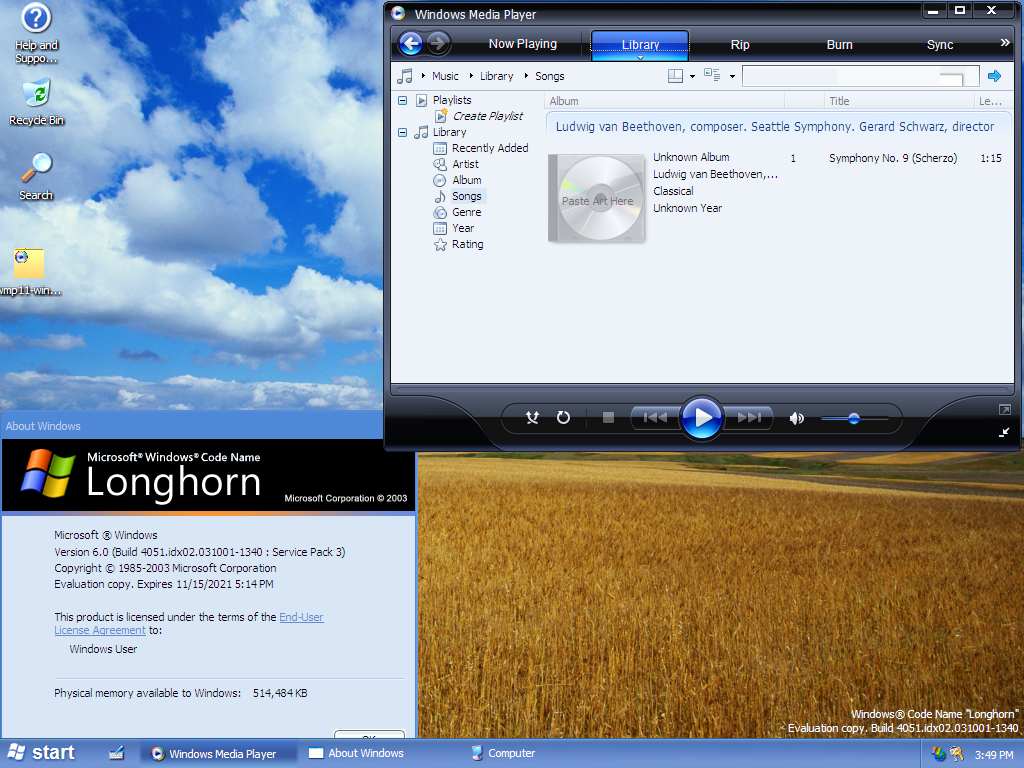 Help and
Suppo...
Recycle Bin
Search
wmp11-win...
Windows Media Player
Now Playing
Library
Rip
Burn
Sync
»
Music
Library
Songs
Playlists
Create Playlist
Library
Recently Added
Artist
Album
Songs
Genre
Year
Rating
Album
Title
Le...
Ludwig van Beethoven, composer. Seattle Symphony. Gerard Schwarz, director
Paste Art Here
Unknown Album
Ludwig van Beethoven,...
Classical
Unknown Year
1
Symphony No. 9 (Scherzo)
1:15
About Windows
Microsoft® Windows® Code Name
Longhorn
Microsoft Corporation © 2003
Microsoft ® Windows
Version 6.0 (Build 4051.idx02.031001-1340 : Service Pack 3)
Copyright © 1985-2003 Microsoft Corporation
Evaluation copy. Expires 11/15/2021 5:14 PM
This product is licensed under the terms of the End-User
License Agreement to:
Windows User
Physical memory available to Windows: 514,484 KB
OK
Windows® Code Name "Longhorn"
Evaluation copy. Build 4051.idx02.031001-1340
start
Windows Media Player
About Windows
Computer
3:49 PM